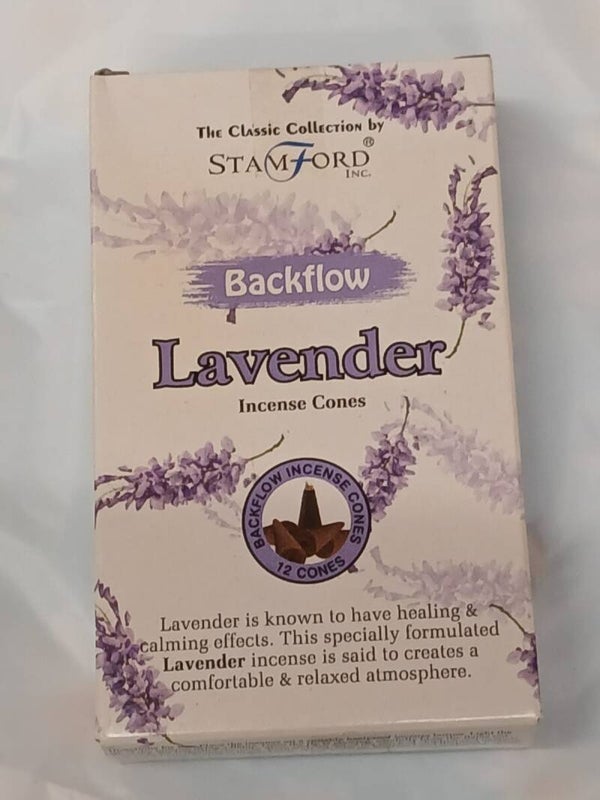 The Classic Collection by
STAMFORD®
INC.
Backflow
Lavender
Incense Cones
BACKFLOW INCENSE CONES
12 CONES
Lavender is known to have healing &
calming effects. This specially formulated
Lavender incense is said to creates a
comfortable & relaxed atmosphere.